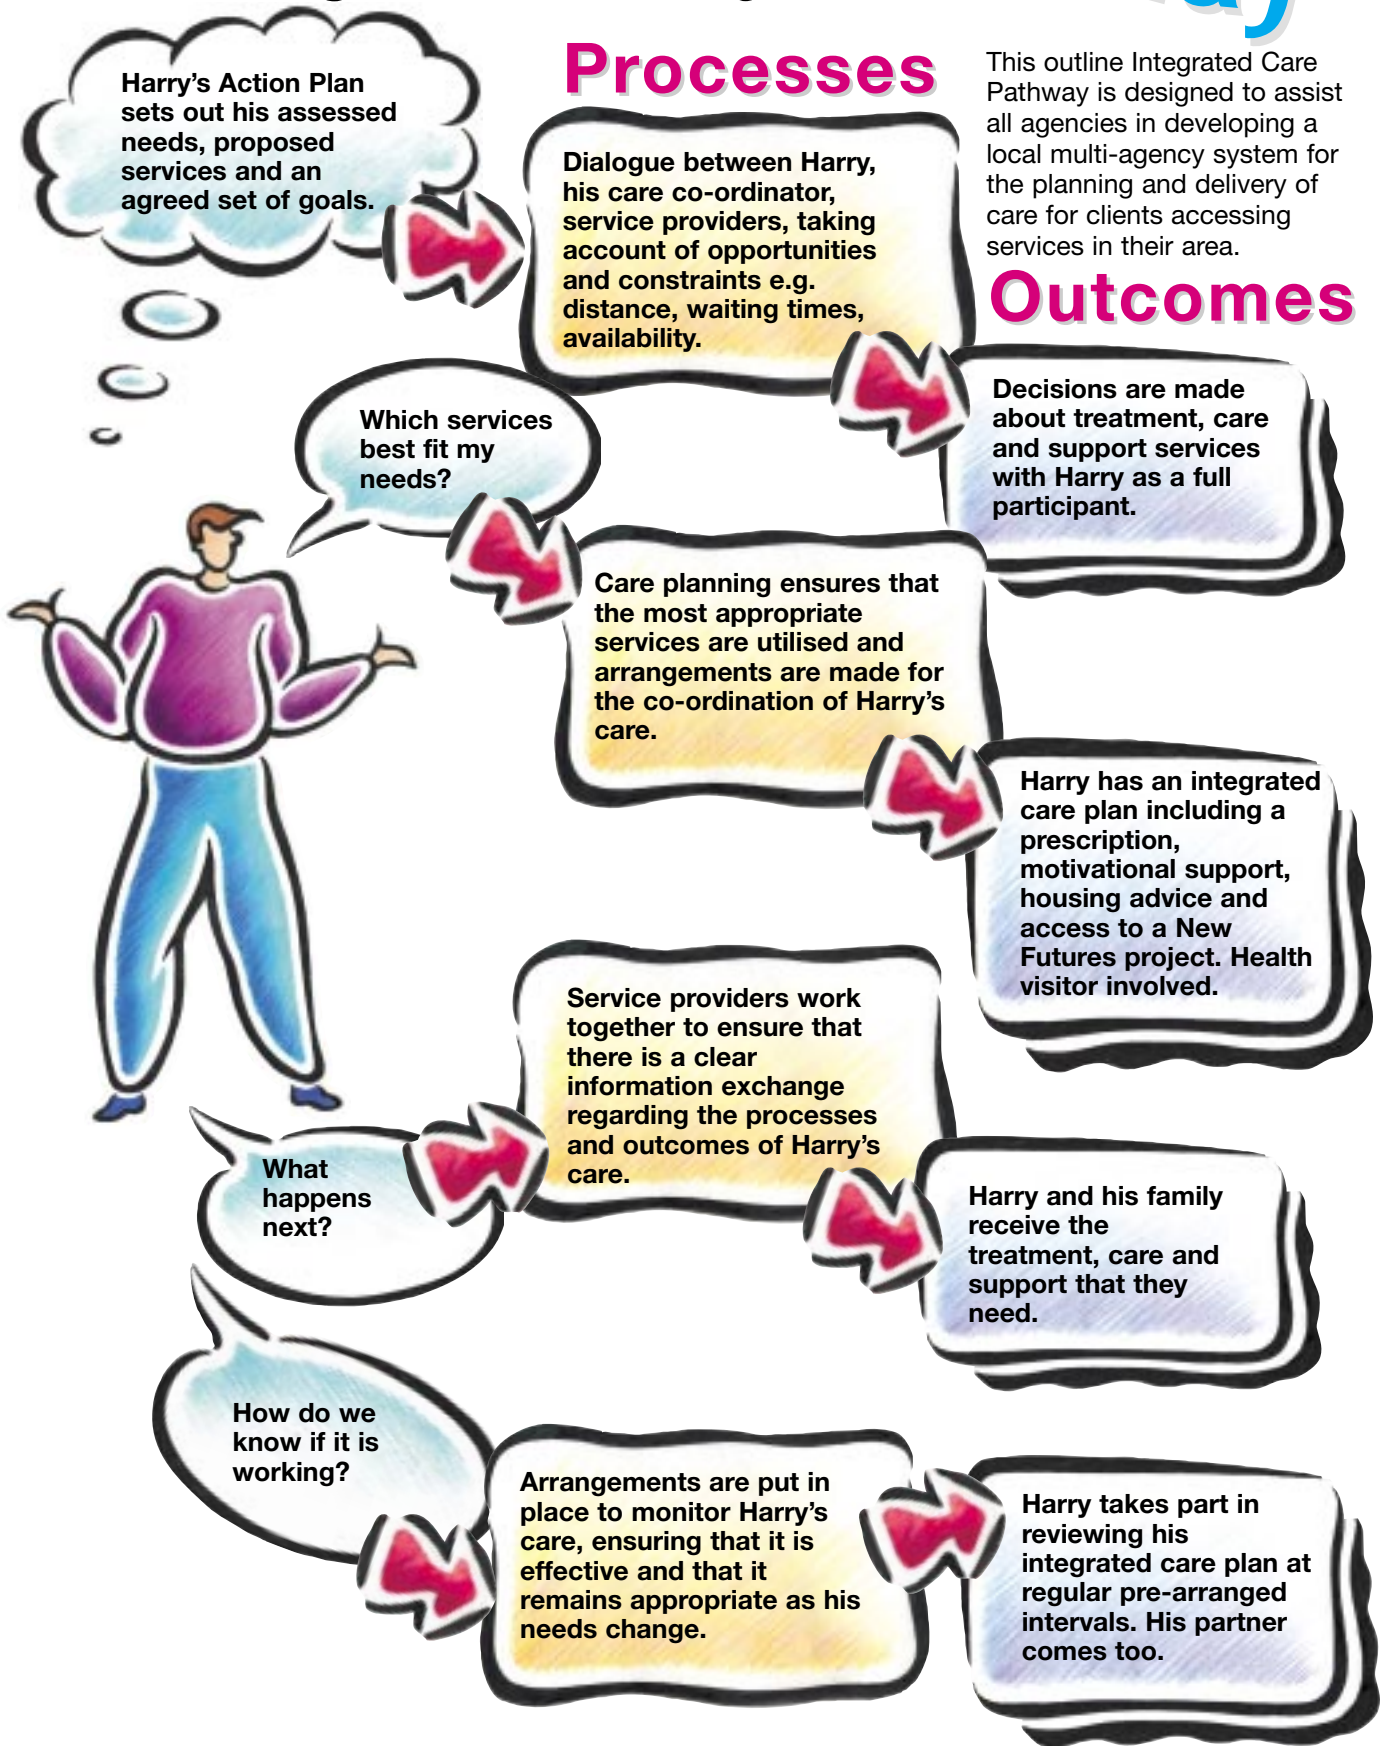 Processes
This outline Integrated Care
Pathway is designed to assist
all agencies in developing a
local multi-agency system for
the planning and delivery of
care for clients accessing
services in their area.
Outcomes
Harry's Action Plan
sets out his assessed
needs, proposed
services and an
agreed set of goals.
Dialogue between Harry,
his care co-ordinator,
service providers, taking
account of opportunities
and constraints e.g.
distance, waiting times,
availability.
Decisions are made
about treatment, care
and support services
with Harry as a full
participant.
Which services
best fit my
needs?
Care planning ensures that
the most appropriate
services are utilised and
arrangements are made for
the co-ordination of Harry's
care.
Harry has an integrated
care plan including a
prescription,
motivational support,
housing advice and
access to a New
Futures project. Health
visitor involved.
What
happens
next?
Service providers work
together to ensure that
there is a clear
information exchange
regarding the processes
and outcomes of Harry's
care.
Harry and his family
receive the
treatment, care and
support that they
need.
How do we
know if it is
working?
Arrangements are put in
place to monitor Harry's
care, ensuring that it is
effective and that it
remains appropriate as his
needs change.
Harry takes part in
reviewing his
integrated care plan at
regular pre-arranged
intervals. His partner
comes too.